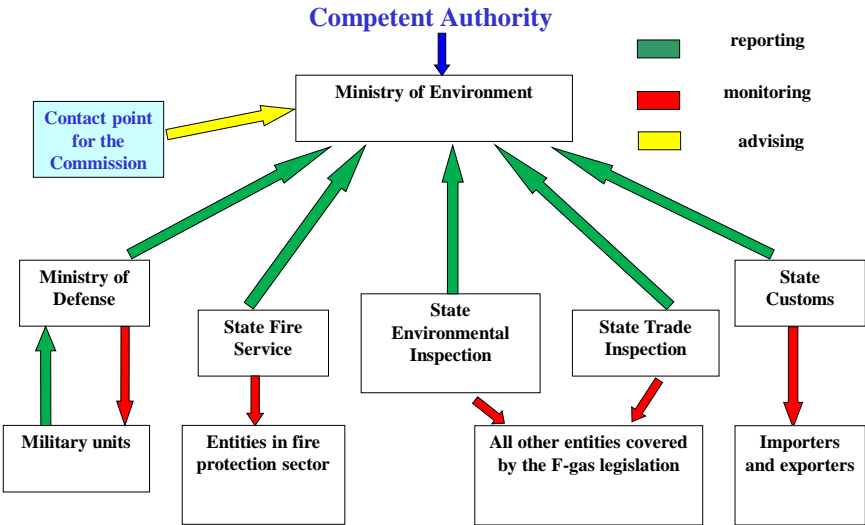 Competent Authority
reporting
monitoring
advising
Ministry of Environment
Contact point
for the
Commission
Ministry of
Defense
State Fire
Service
State
Environmental
Inspection
State Trade
Inspection
State
Customs
Military units
Entities in fire
protection sector
All other entities covered
by the F-gas legislation
Importers
and exporters